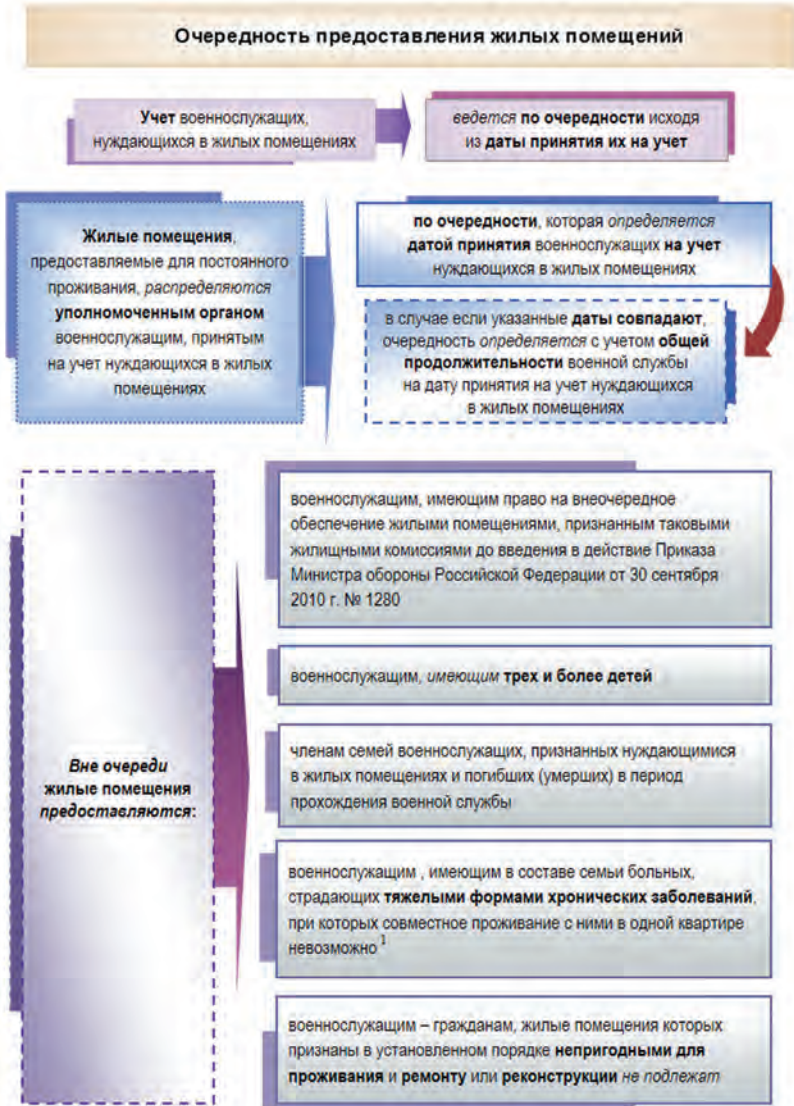 Очередность предоставления жилых помещений
Учет военнослужащих,
нуждающихся в жилых помещениях
ведется по очередности исходя
из даты принятия их на учет
Жилые помещения,
предоставляемые для постоянного
проживания, распределяются
уполномоченным органом
военнослужащим, принятым
на учет нуждающихся в жилых
помещениях
по очередности, которая определяется
датой принятия военнослужащих на учет
нуждающихся в жилых помещениях
в случае если указанные даты совпадают,
очередность определяется с учетом общей
продолжительности военной службы
на дату принятия на учет нуждающихся
в жилых помещениях
Вне очереди
жилые помещения
предоставляются:
военнослужащим, имеющим право на внеочередное
обеспечение жилыми помещениями, признанным таковыми
жилищными комиссиями до введения в действие Приказа
Министра обороны Российской Федерации от 30 сентября
2010 г. № 1280
военнослужащим, имеющим трех и более детей
членам семей военнослужащих, признанных нуждающимися
в жилых помещениях и погибших (умерших) в период
прохождения военной службы
военнослужащим , имеющим в составе семьи больных,
страдающих тяжелыми формами хронических заболеваний,
при которых совместное проживание с ними в одной квартире
невозможно 1
военнослужащим – гражданам, жилые помещения которых
признаны в установленном порядке непригодными для
проживания и ремонту или реконструкции не подлежат